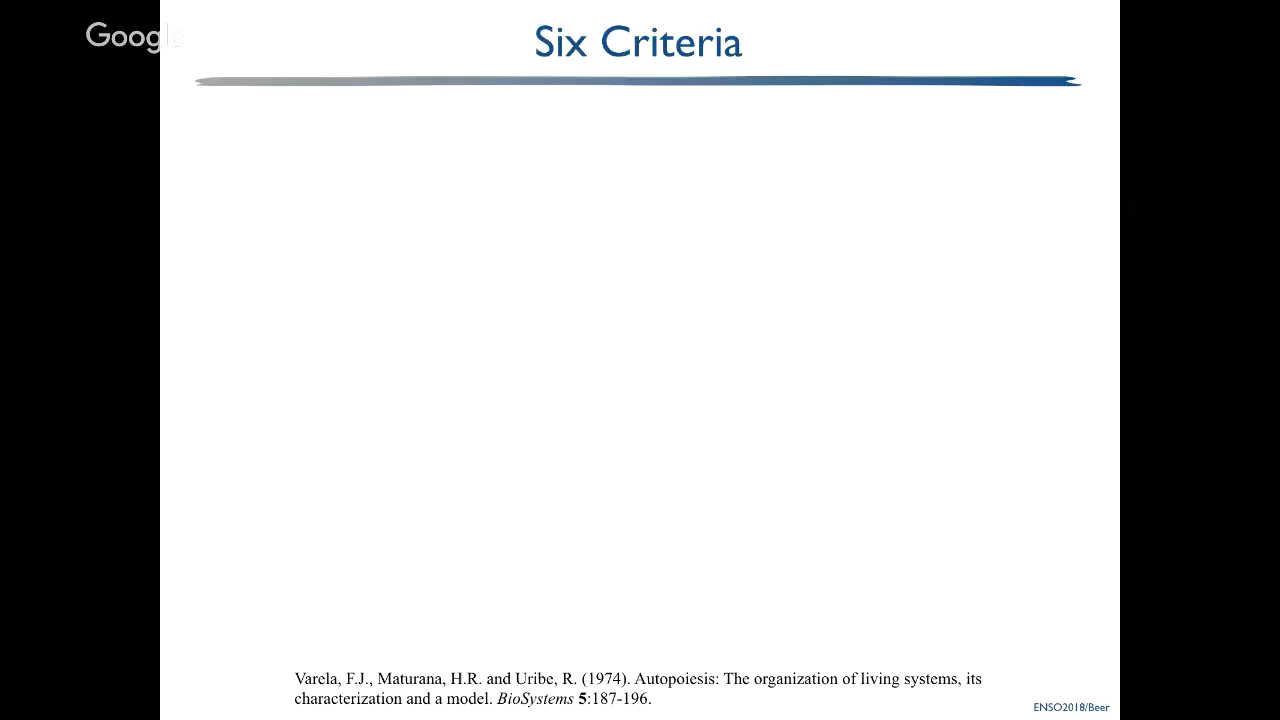 Google
Six Criteria
Varela, F.J., Maturana, H.R. and Uribe, R. (1974). Autopoiesis: The organization of living systems, its
characterization and a model. BioSystems 5:187-196.
ENSO2018/Beer